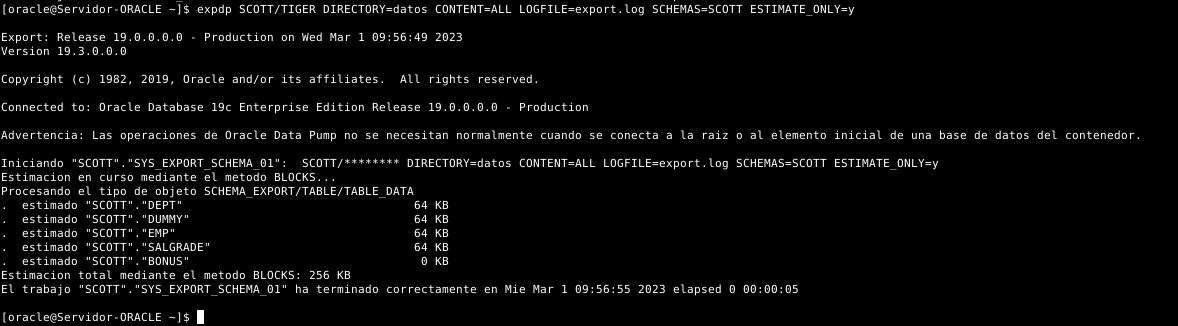 [oracle@Servidor-ORACLE ~]$ expdp SCOTT/TIGER DIRECTORY=datos CONTENT=ALL LOGFILE=export.log SCHEMAS=SCOTT ESTIMATE_ONLY=y
Export: Release 19.0.0.0.0 - Production on Wed Mar 1 09:56:49 2023
Version 19.3.0.0.0
Copyright (c) 1982, 2019, Oracle and/or its affiliates.  All rights reserved.
Connected to: Oracle Database 19c Enterprise Edition Release 19.0.0.0.0 - Production
Advertencia: Las operaciones de Oracle Data Pump no se necesitan normalmente cuando se conecta a la raiz o al elemento inicial de una base de datos del contenedor.
Iniciando "SCOTT"."SYS_EXPORT_SCHEMA_01":  SCOTT/******** DIRECTORY=datos CONTENT=ALL LOGFILE=export.log SCHEMAS=SCOTT ESTIMATE_ONLY=y
Estimacion en curso mediante el metodo BLOCKS...
Procesando el tipo de objeto SCHEMA_EXPORT/TABLE/TABLE_DATA
.  estimado "SCOTT"."DEPT"                                 64 KB
.  estimado "SCOTT"."DUMMY"                                64 KB
.  estimado "SCOTT"."EMP"                                  64 KB
.  estimado "SCOTT"."SALGRADE"                             64 KB
.  estimado "SCOTT"."BONUS"                                 0 KB
Estimacion total mediante el metodo BLOCKS: 256 KB
El trabajo "SCOTT"."SYS_EXPORT_SCHEMA_01" ha terminado correctamente en Mie Mar 1 09:56:55 2023 elapsed 0 00:00:05
[oracle@Servidor-ORACLE ~]$